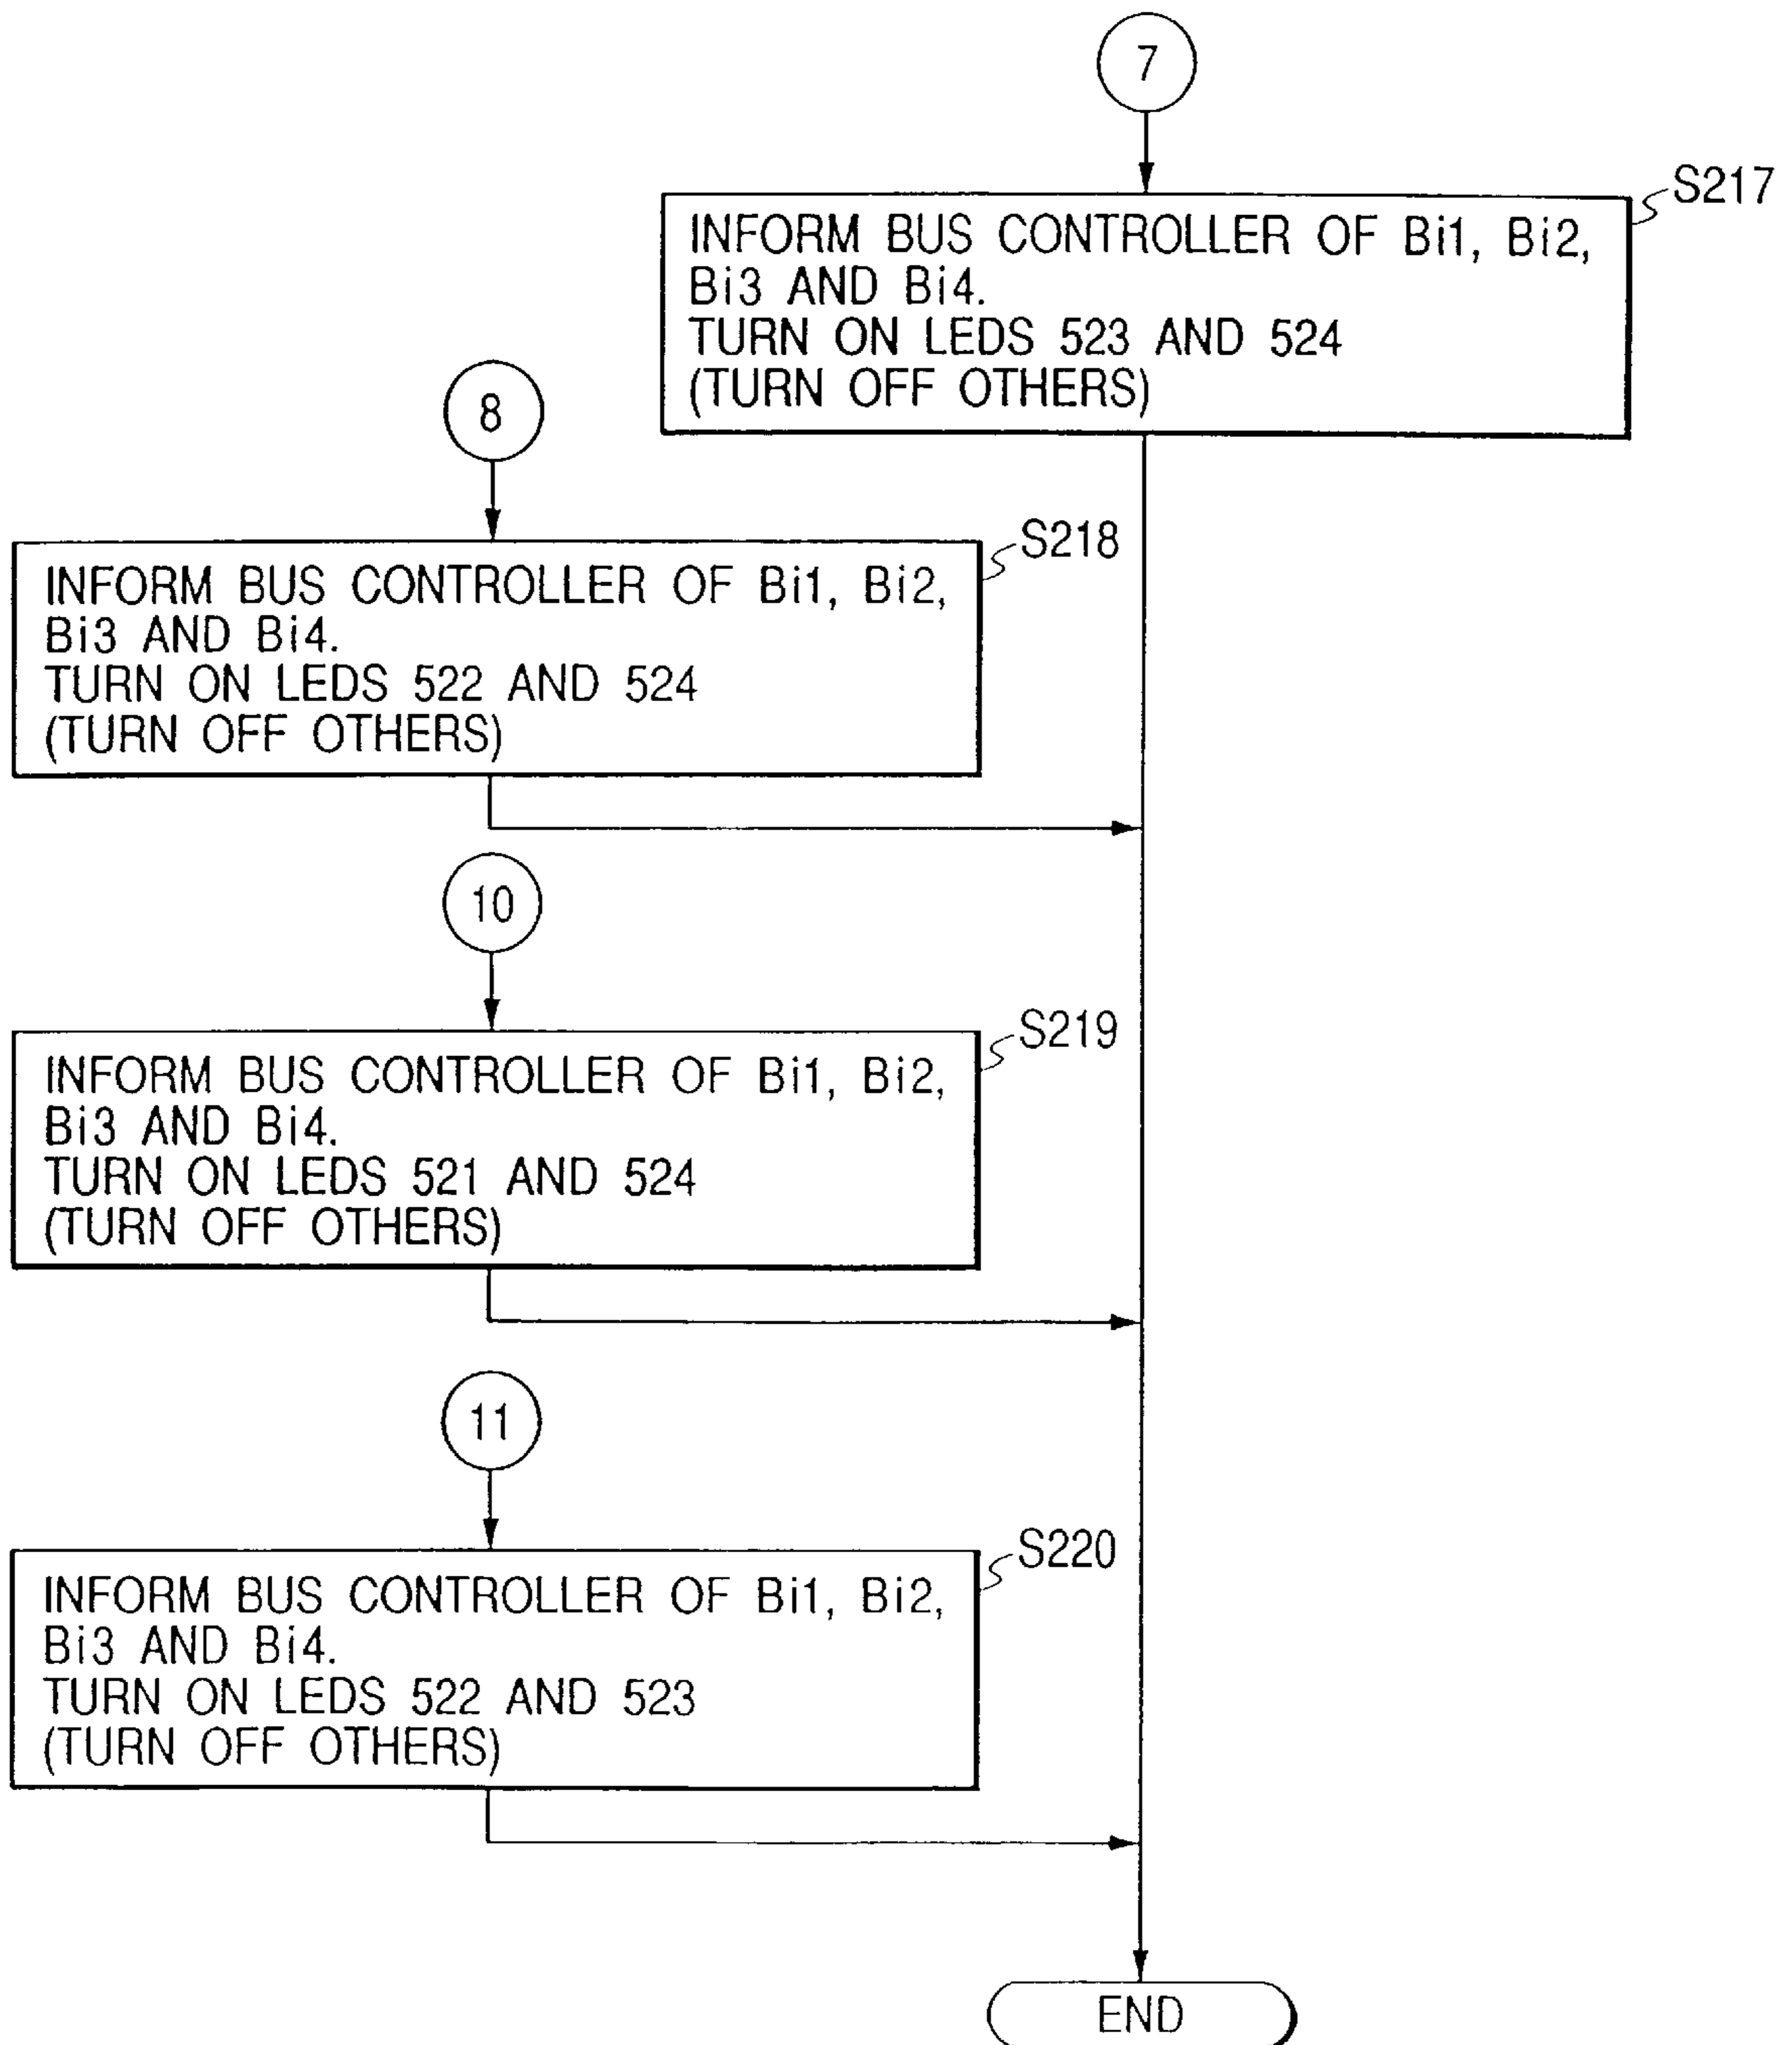 7
S217
INFORM BUS CONTROLLER OF Bi1, Bi2,
Bi3 AND Bi4.
TURN ON LEDS 523 AND 524
(TURN OFF OTHERS)
8
S218
INFORM BUS CONTROLLER OF Bi1, Bi2,
Bi3 AND Bi4.
TURN ON LEDS 522 AND 524
(TURN OFF OTHERS)
10
S219
INFORM BUS CONTROLLER OF Bi1, Bi2,
Bi3 AND Bi4.
TURN ON LEDS 521 AND 524
(TURN OFF OTHERS)
11
S220
INFORM BUS CONTROLLER OF Bi1, Bi2,
Bi3 AND Bi4.
TURN ON LEDS 522 AND 523
(TURN OFF OTHERS)
END